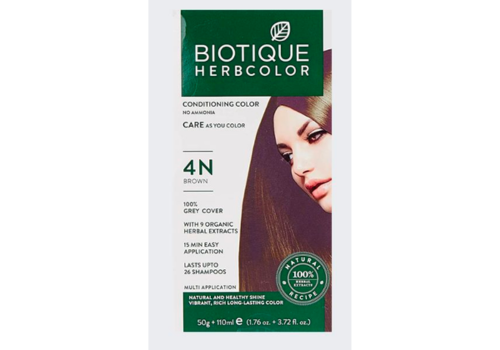 BIOTIQUE
HERBCOLOR
CONDITIONING COLOR
NO AMMONIA
CARE AS YOU COLOR
4N
BROWN
100%
GREY COVER
WITH 9 ORGANIC
HERBAL EXTRACTS
15 MIN EASY
APPLICATION
LASTS UPTO
26 SHAMPOOS
MULTI APPLICATION
NATURAL AND HEALTHY SHINE
VIBRANT, RICH LONG-LASTING COLOR
50g + 110ml e (1.76 oz. + 3.72 fl. oz.)
NATURAL
100%
HERBAL
EXTRACTS
RECIPE